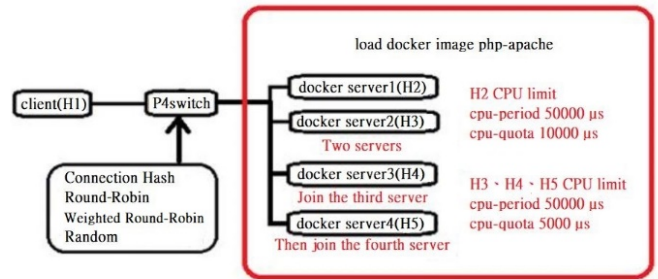 load docker image php-apache
client(H1)
P4switch
docker server1(H2)
docker server2(H3)
Two servers
docker server3(H4)
Join the third server
docker server4(H5)
Then join the fourth server
H2 CPU limit
cpu-period 50000 μs
cpu-quota 10000 μs
H3、H4、H5 CPU limit
cpu-period 50000 μs
cpu-quota 5000 μs
Connection Hash
Round-Robin
Weighted Round-Robin
Random